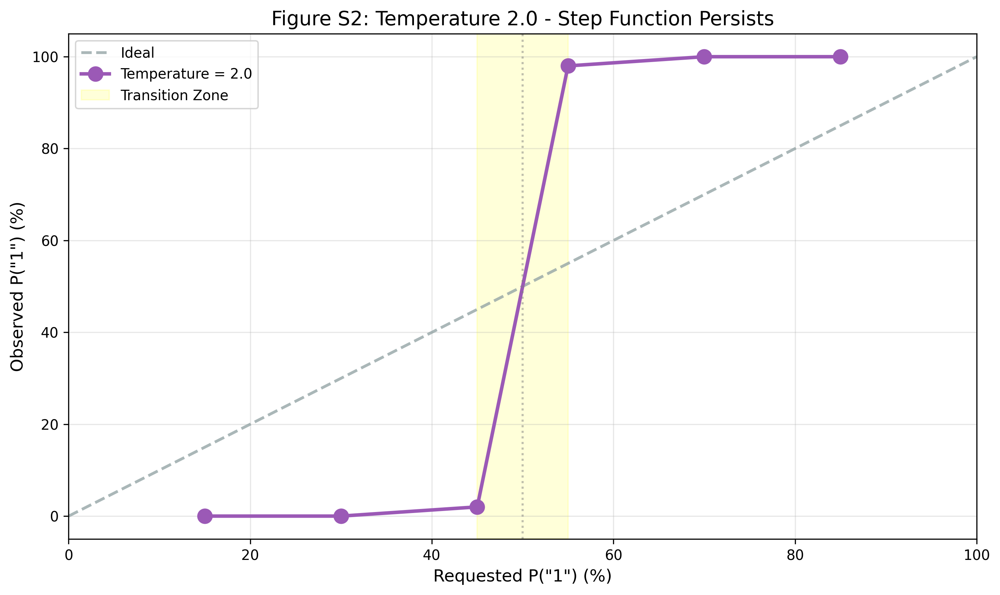 Figure S2: Temperature 2.0 - Step Function Persists
Ideal
Temperature = 2.0
Transition Zone
100
80
60
40
20
0
Observed P("1") (%)
0 20 40 60 80 100
Requested P("1") (%)